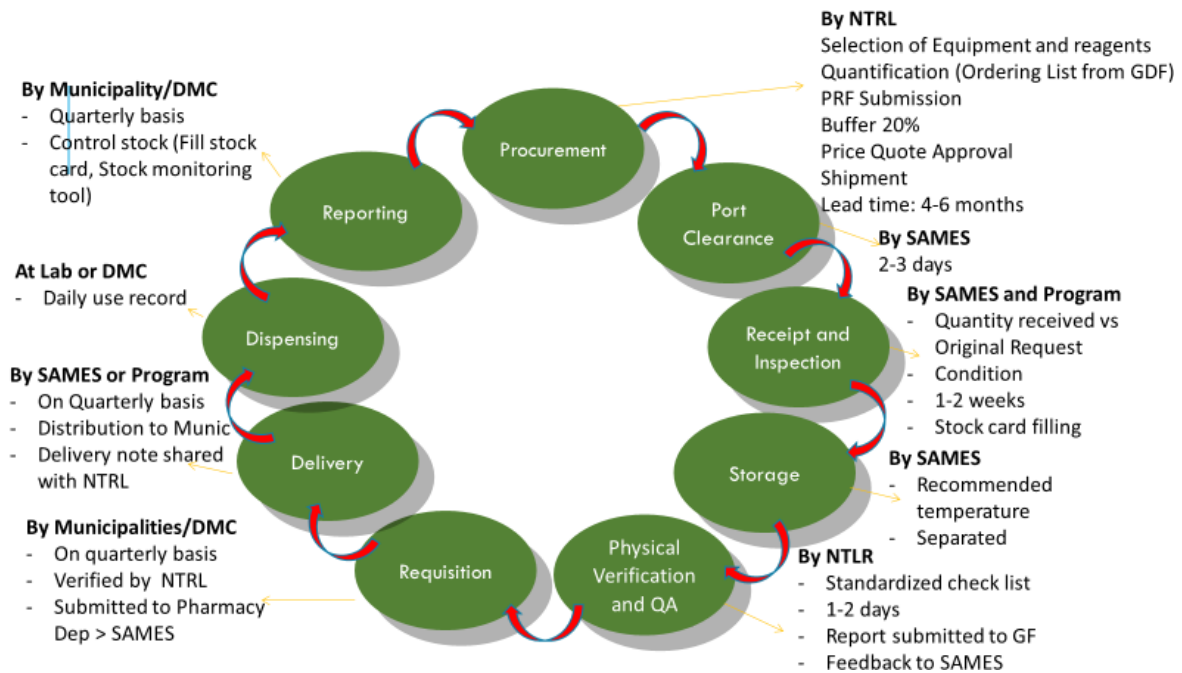 By NTRL
Selection of Equipment and reagents
Quantification (Ordering List from GDF)
PRF Submission
Buffer 20%
Price Quote Approval
Shipment
Lead time: 4-6 months
Procurement
Port
Clearance
By SAMES
2-3 days
Receipt and
Inspection
By SAMES and Program
- Quantity received vs
- Original Request
- Condition
- 1-2 weeks
- Stock card filling
Storage
By SAMES
- Recommended
temperature
- Separated
Physical
Verification
and QA
By NTLR
- Standardized check list
- 1-2 days
- Report submitted to GF
- Feedback to SAMES
Requisition
By Municipalities/DMC
- On quarterly basis
- Verified by NTRL
- Submitted to Pharmacy
Dep > SAMES
Delivery
By SAMES or Program
- On Quarterly basis
- Distribution to Munic
- Delivery note shared
with NTRL
Dispensing
At Lab or DMC
- Daily use record
Reporting
By Municipality/DMC
- Quarterly basis
- Control stock (Fill stock
card, Stock monitoring
tool)